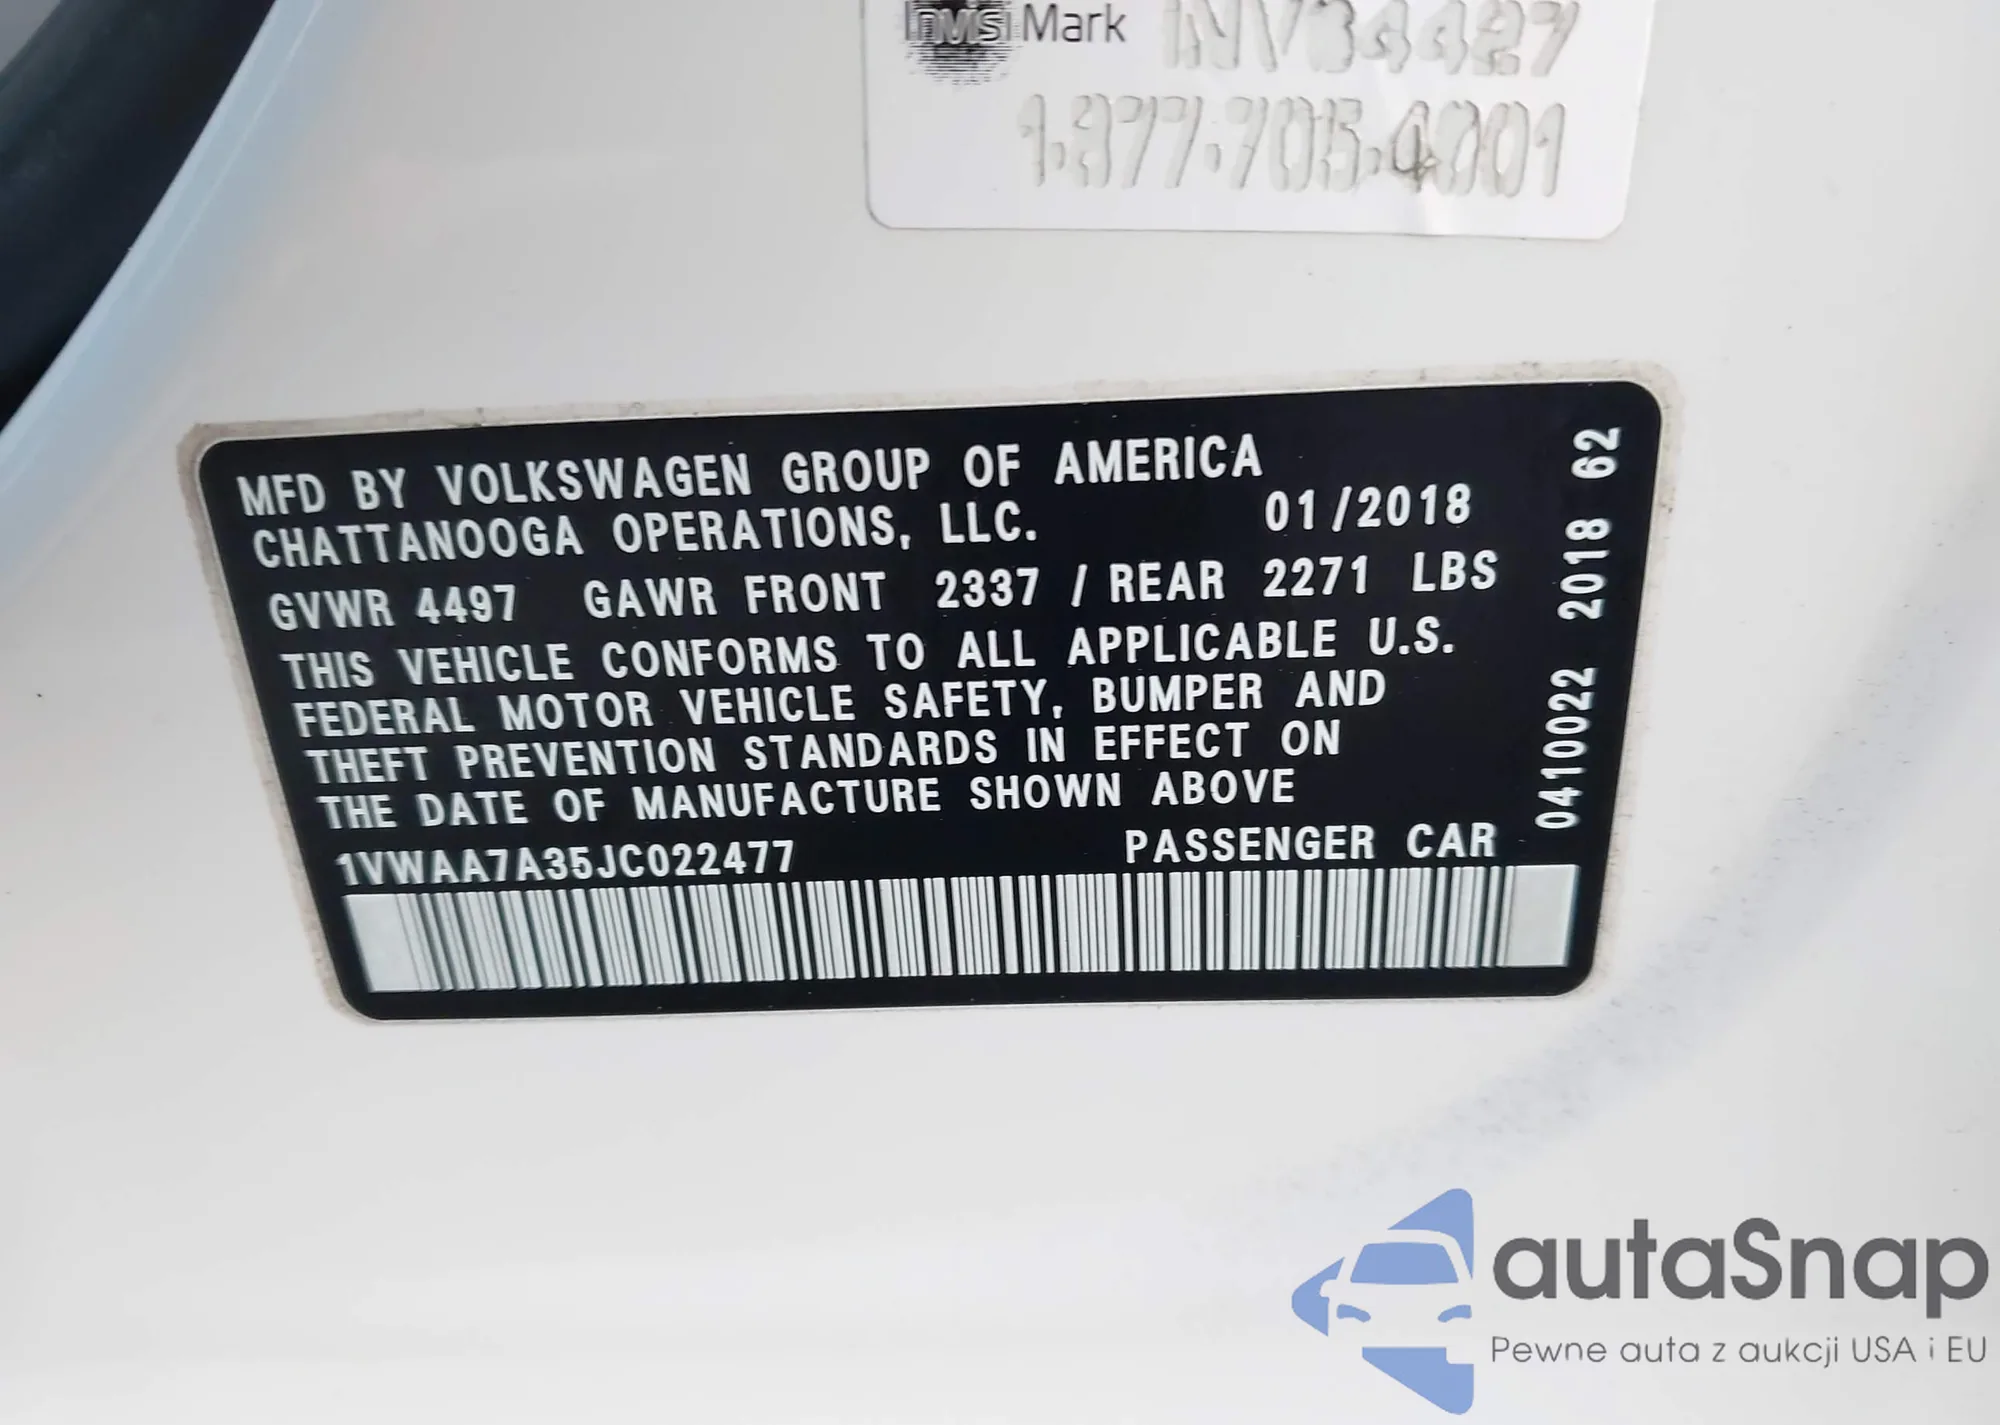 InvisiMark INV34427
1.877.705.4001
MFD BY VOLKSWAGEN GROUP OF AMERICA
CHATTANOOGA OPERATIONS, LLC. 01/2018
GVWR 4497 GAWR FRONT 2337 / REAR 2271 LBS
THIS VEHICLE CONFORMS TO ALL APPLICABLE U.S.
FEDERAL MOTOR VEHICLE SAFETY, BUMPER AND
THEFT PREVENTION STANDARDS IN EFFECT ON
THE DATE OF MANUFACTURE SHOWN ABOVE
1VWAA7A35JC022477 PASSENGER CAR
0410022 2018 62
autaSnap
Pewne auta z aukcji USA i EU